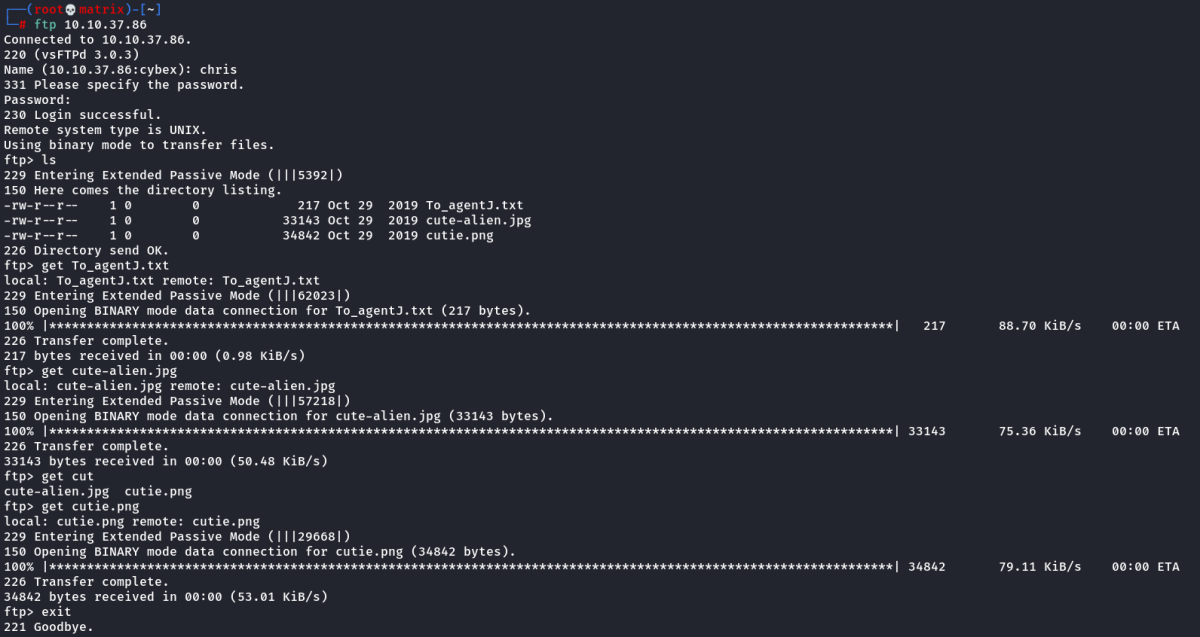 ┌──(root💀matrix)-[~]
└─# ftp 10.10.37.86
Connected to 10.10.37.86.
220 (vsFTPd 3.0.3)
Name (10.10.37.86:cybex): chris
331 Please specify the password.
Password:
230 Login successful.
Remote system type is UNIX.
Using binary mode to transfer files.
ftp> ls
229 Entering Extended Passive Mode (|||5392|)
150 Here comes the directory listing.
-rw-r--r--    1 0        0             217 Oct 29  2019 To_agentJ.txt
-rw-r--r--    1 0        0           33143 Oct 29  2019 cute-alien.jpg
-rw-r--r--    1 0        0           34842 Oct 29  2019 cutie.png
226 Directory send OK.
ftp> get To_agentJ.txt
local: To_agentJ.txt remote: To_agentJ.txt
229 Entering Extended Passive Mode (|||62023|)
150 Opening BINARY mode data connection for To_agentJ.txt (217 bytes).
100% |****************************************************************************************************************|   217       88.70 KiB/s    00:00 ETA
226 Transfer complete.
217 bytes received in 00:00 (0.98 KiB/s)
ftp> get cute-alien.jpg
local: cute-alien.jpg remote: cute-alien.jpg
229 Entering Extended Passive Mode (|||57218|)
150 Opening BINARY mode data connection for cute-alien.jpg (33143 bytes).
100% |****************************************************************************************************************| 33143       75.36 KiB/s    00:00 ETA
226 Transfer complete.
33143 bytes received in 00:00 (50.48 KiB/s)
ftp> get cut
cute-alien.jpg  cutie.png
ftp> get cutie.png
local: cutie.png remote: cutie.png
229 Entering Extended Passive Mode (|||29668|)
150 Opening BINARY mode data connection for cutie.png (34842 bytes).
100% |****************************************************************************************************************| 34842       79.11 KiB/s    00:00 ETA
226 Transfer complete.
34842 bytes received in 00:00 (53.01 KiB/s)
ftp> exit
221 Goodbye.